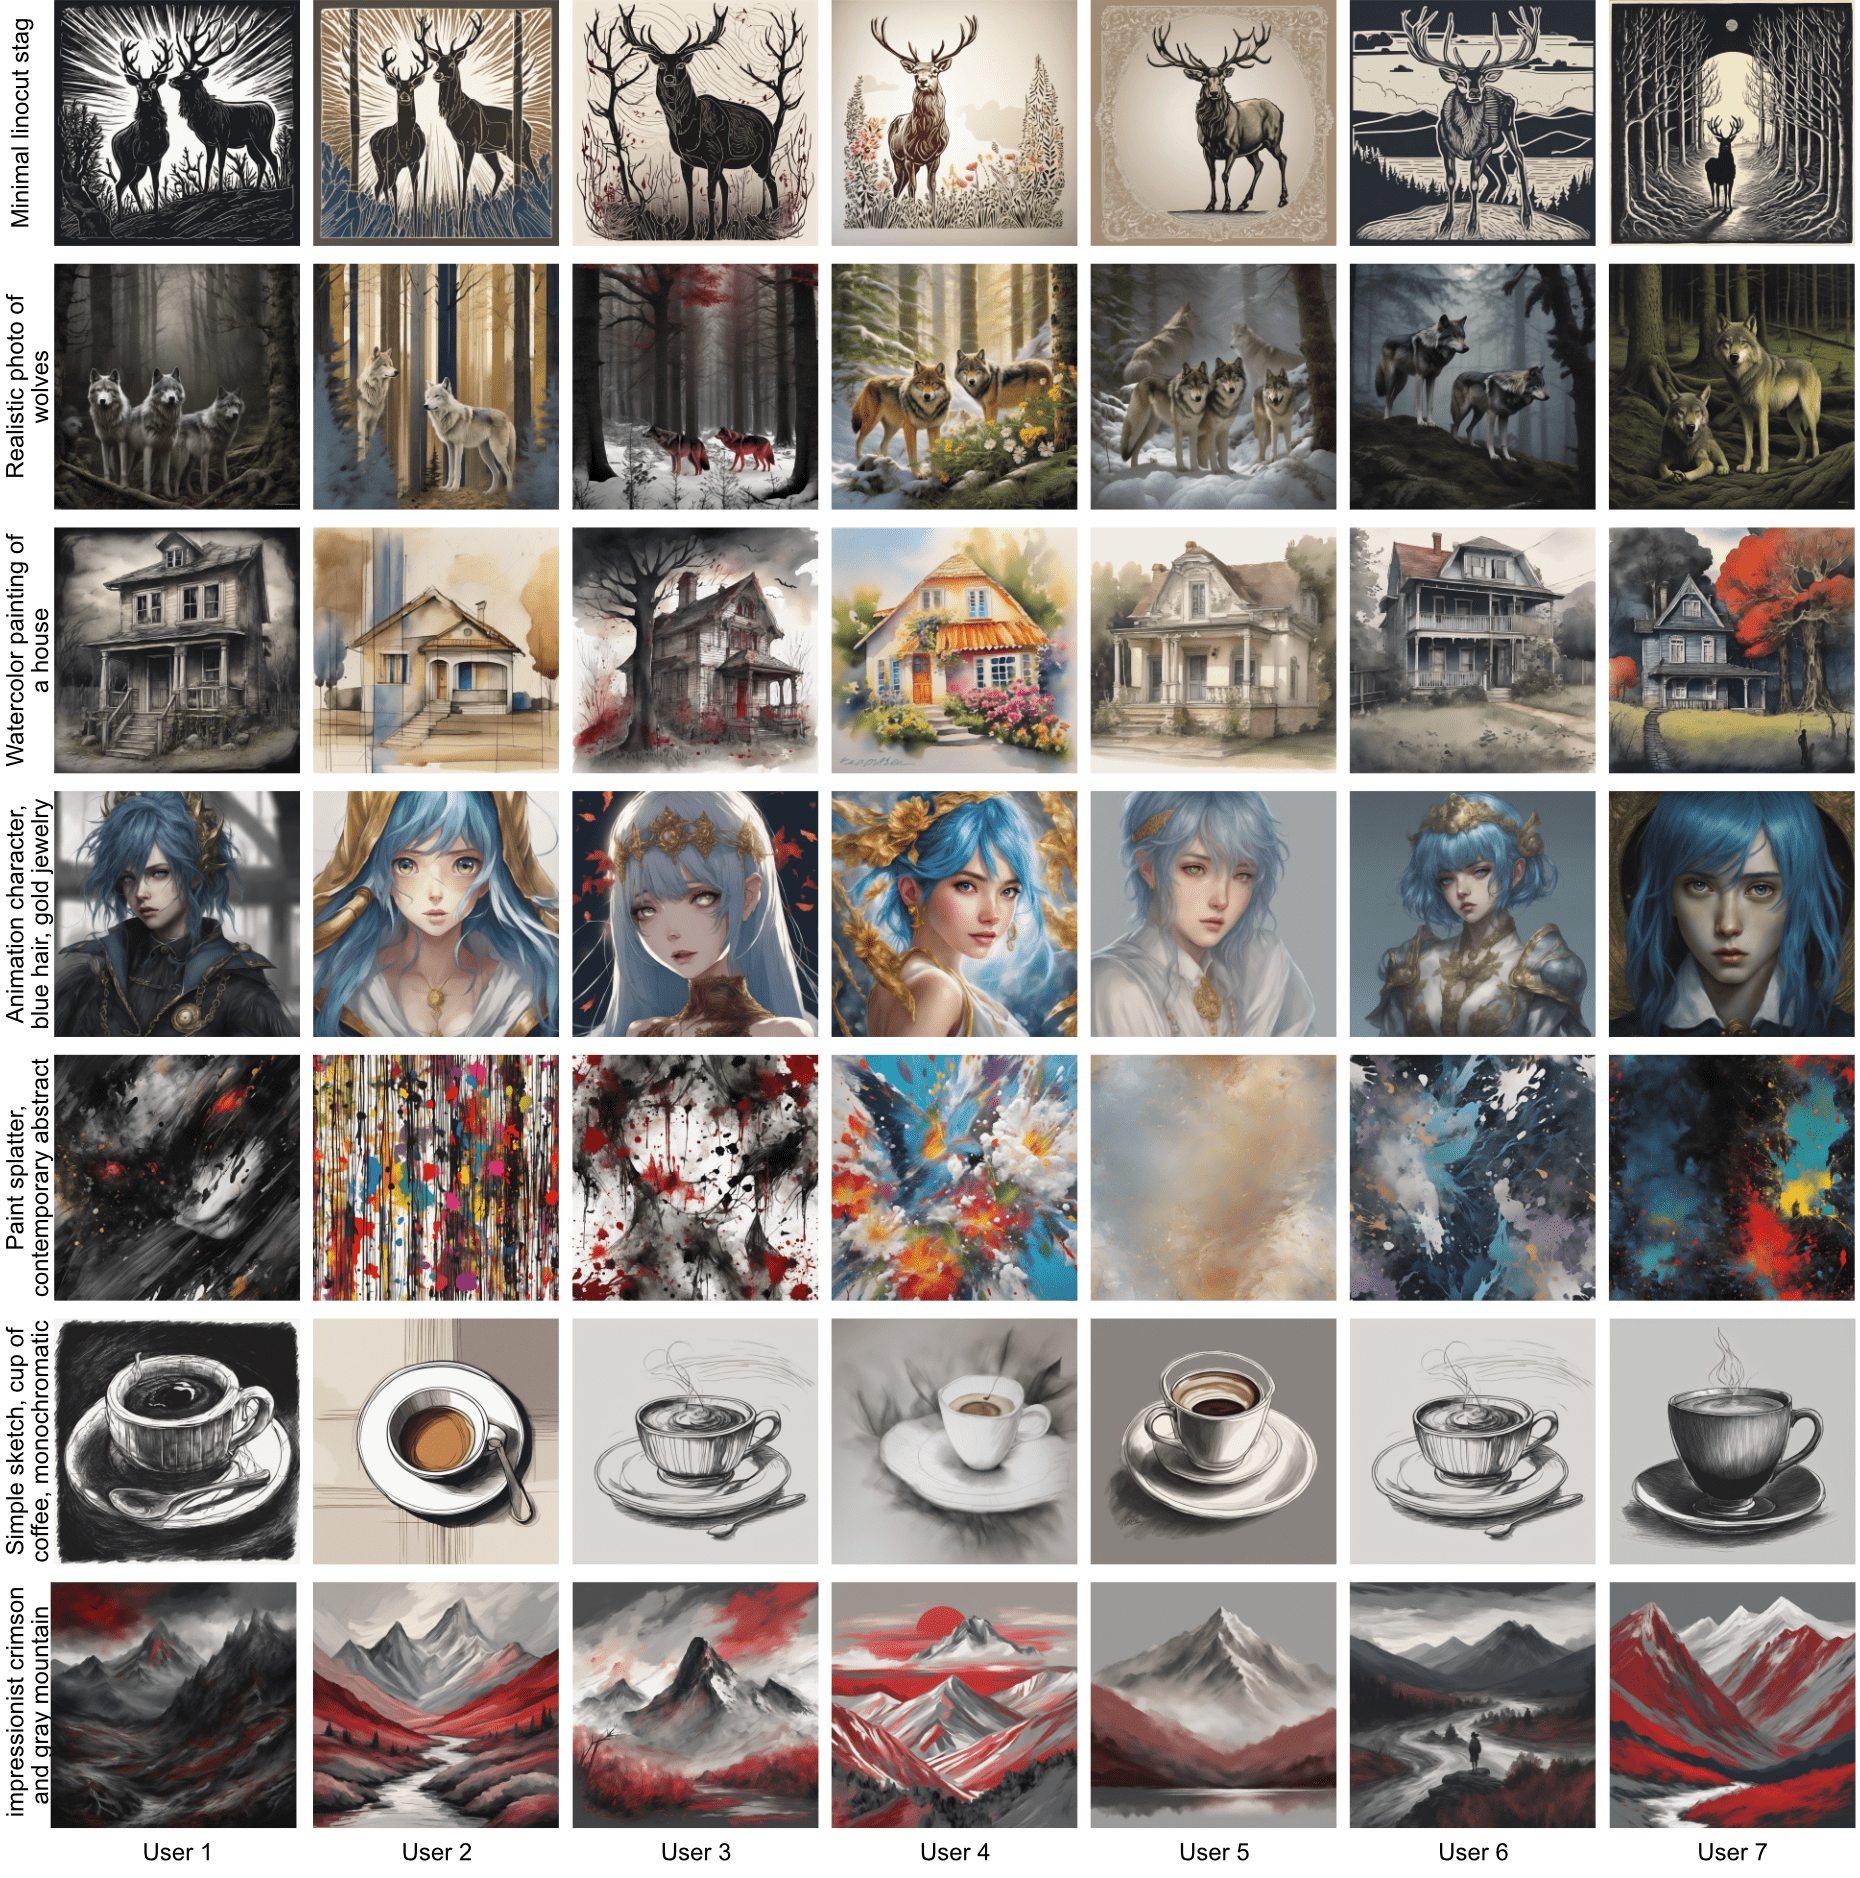 Minimal linocut stag
Realistic photo of
wolves
Watercolor painting of
a house
Animation character,
blue hair, gold jewelry
Paint splatter,
contemporary abstract
Simple sketch, cup of
coffee, monochromatic
impressionist crimson
and gray mountain
User 1
User 2
User 3
User 4
User 5
User 6
User 7